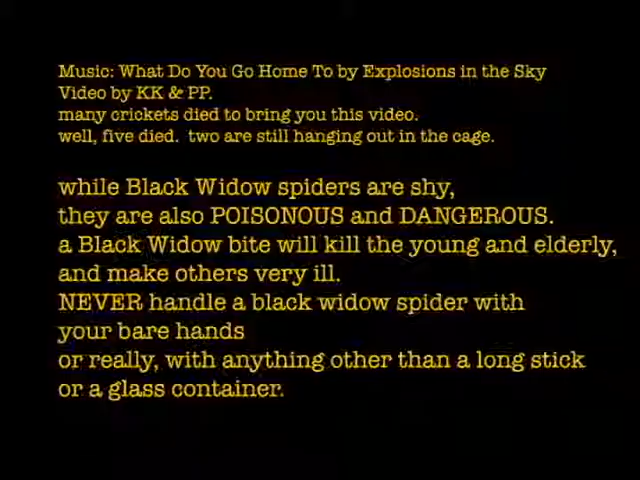 Music: What Do You Go Home To by Explosions in the Sky
Video by KK & PP.
many crickets died to bring you this video.
well, five died. two are still hanging out in the cage.
while Black Widow spiders are shy,
they are also POISONOUS and DANGEROUS.
a Black Widow bite will kill the young and elderly,
and make others very ill.
NEVER handle a black widow spider with
your bare hands
or really, with anything other than a long stick
or a glass container.